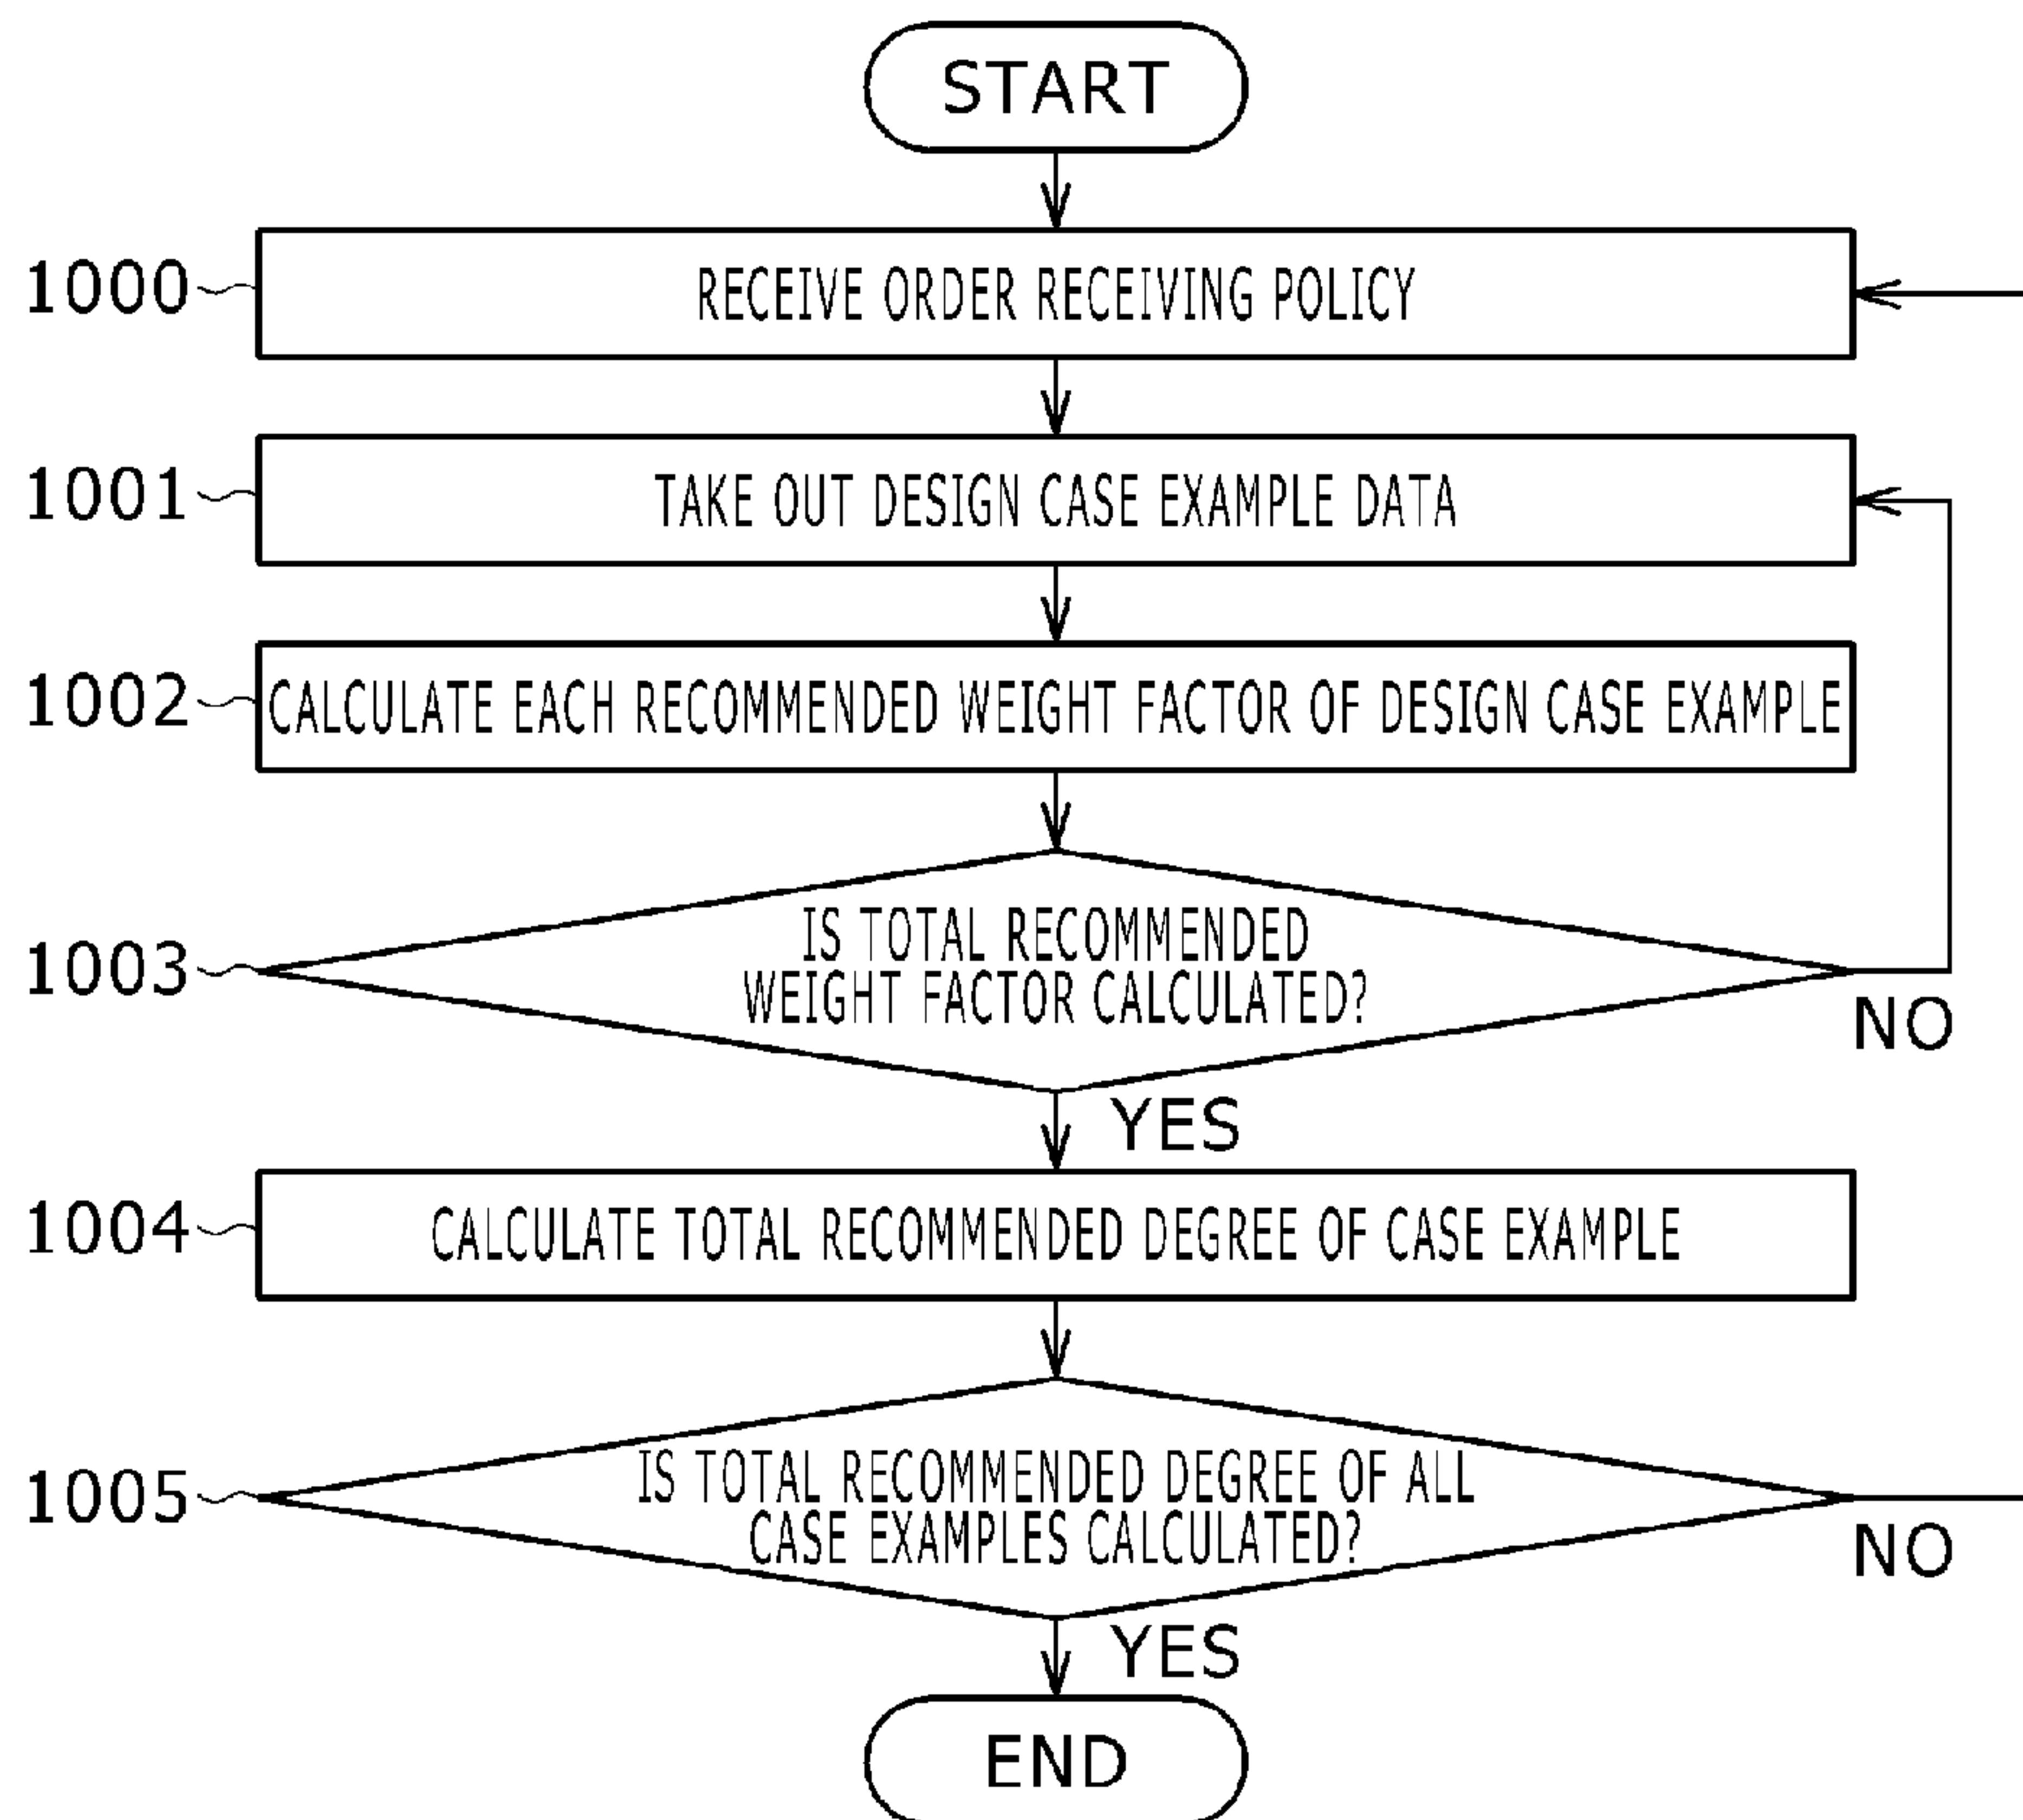 START
1000
RECEIVE ORDER RECEIVING POLICY
1001
TAKE OUT DESIGN CASE EXAMPLE DATA
1002
CALCULATE EACH RECOMMENDED WEIGHT FACTOR OF DESIGN CASE EXAMPLE
1003
IS TOTAL RECOMMENDED
WEIGHT FACTOR CALCULATED?
NO
YES
1004
CALCULATE TOTAL RECOMMENDED DEGREE OF CASE EXAMPLE
1005
IS TOTAL RECOMMENDED DEGREE OF ALL
CASE EXAMPLES CALCULATED?
NO
YES
END